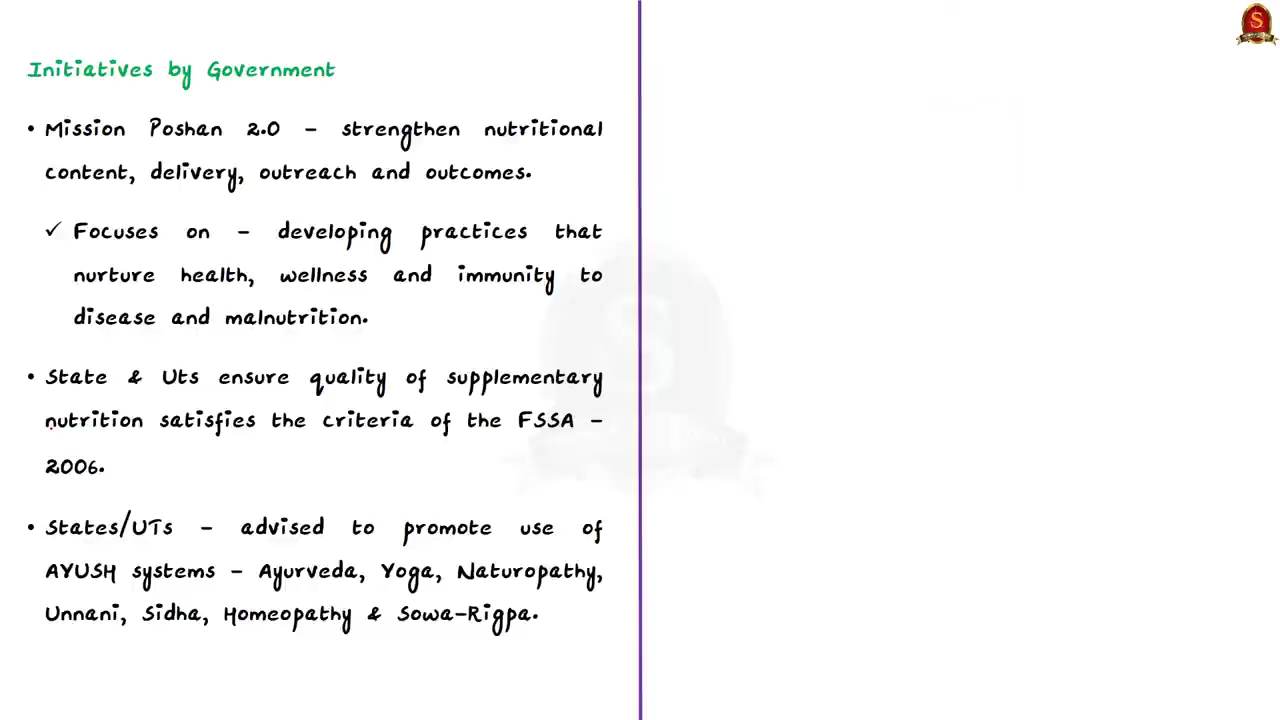 Initiatives by Government
• Mission Poshan 2.0 – strengthen nutritional
content, delivery, outreach and outcomes.
✓ Focuses on – developing practices that
nurture health, wellness and immunity to
disease and malnutrition.
• State & Uts ensure quality of supplementary
nutrition satisfies the criteria of the FSSA –
2006.
• States/UTs – advised to promote use of
AYUSH systems – Ayurveda, Yoga, Naturopathy,
Unnani, Sidha, Homeopathy & Sowa-Rigpa.
S